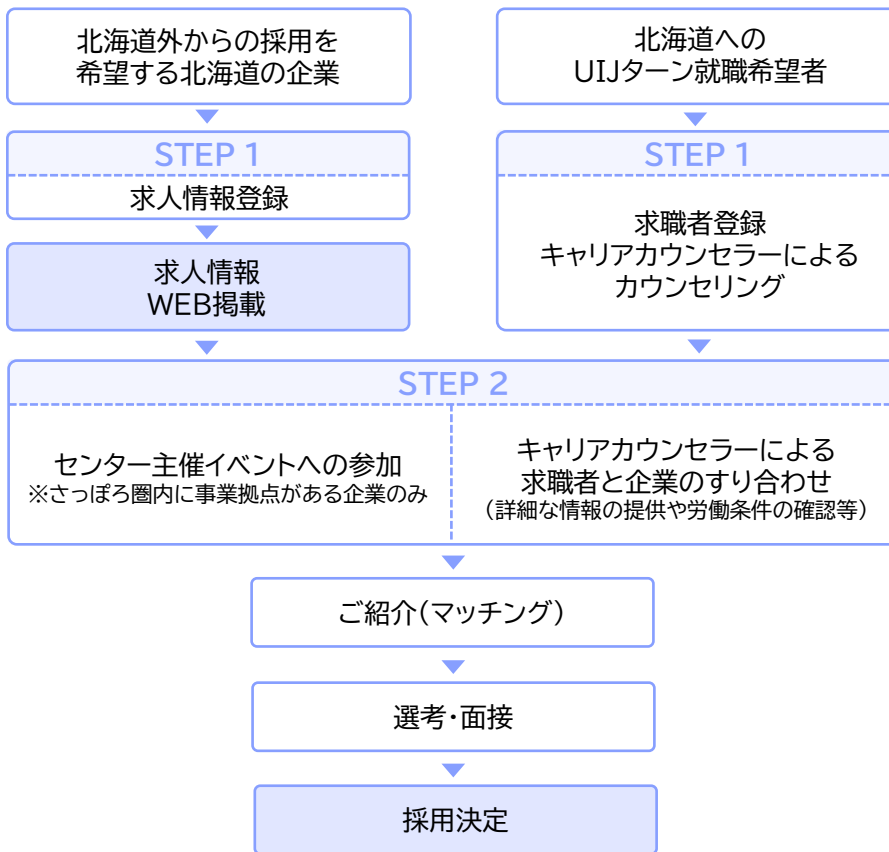 北海道外からの採用を
希望する北海道の企業
STEP 1
求人情報登録
求人情報
WEB掲載
北海道への
UIJターン就職希望者
STEP 1
求職者登録
キャリアカウンセラーによる
カウンセリング
STEP 2
センター主催イベントへの参加
※さっぽろ圏内に事業拠点がある企業のみ
キャリアカウンセラーによる
求職者と企業のすり合わせ
(詳細な情報の提供や労働条件の確認等)
ご紹介(マッチング)
選考・面接
採用決定